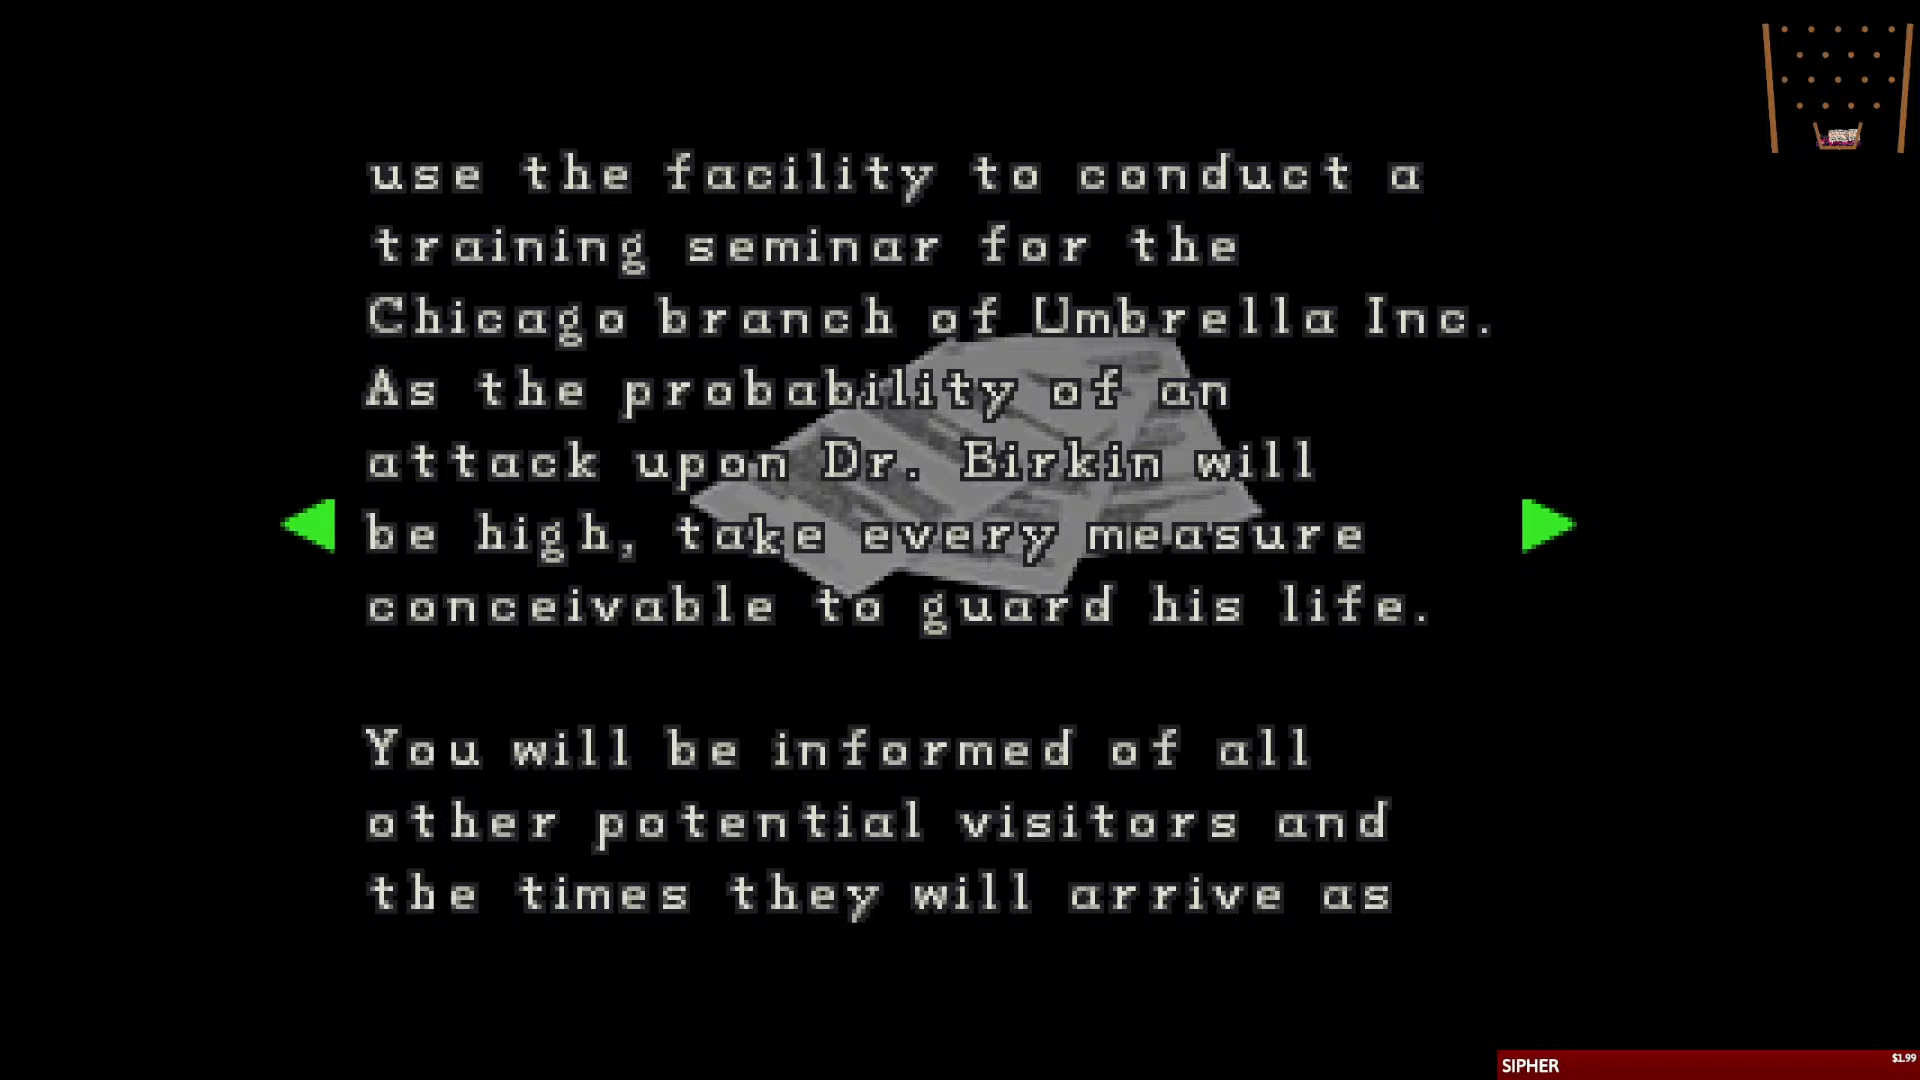 use the facility to conduct a
training seminar for the
Chicago branch of Umbrella Inc.
As the probability of an
attack upon Dr. Birkin will
be high, take every measure
conceivable to guard his life.
You will be informed of all
other potential visitors and
the times they will arrive as
SIPHER
$1.99